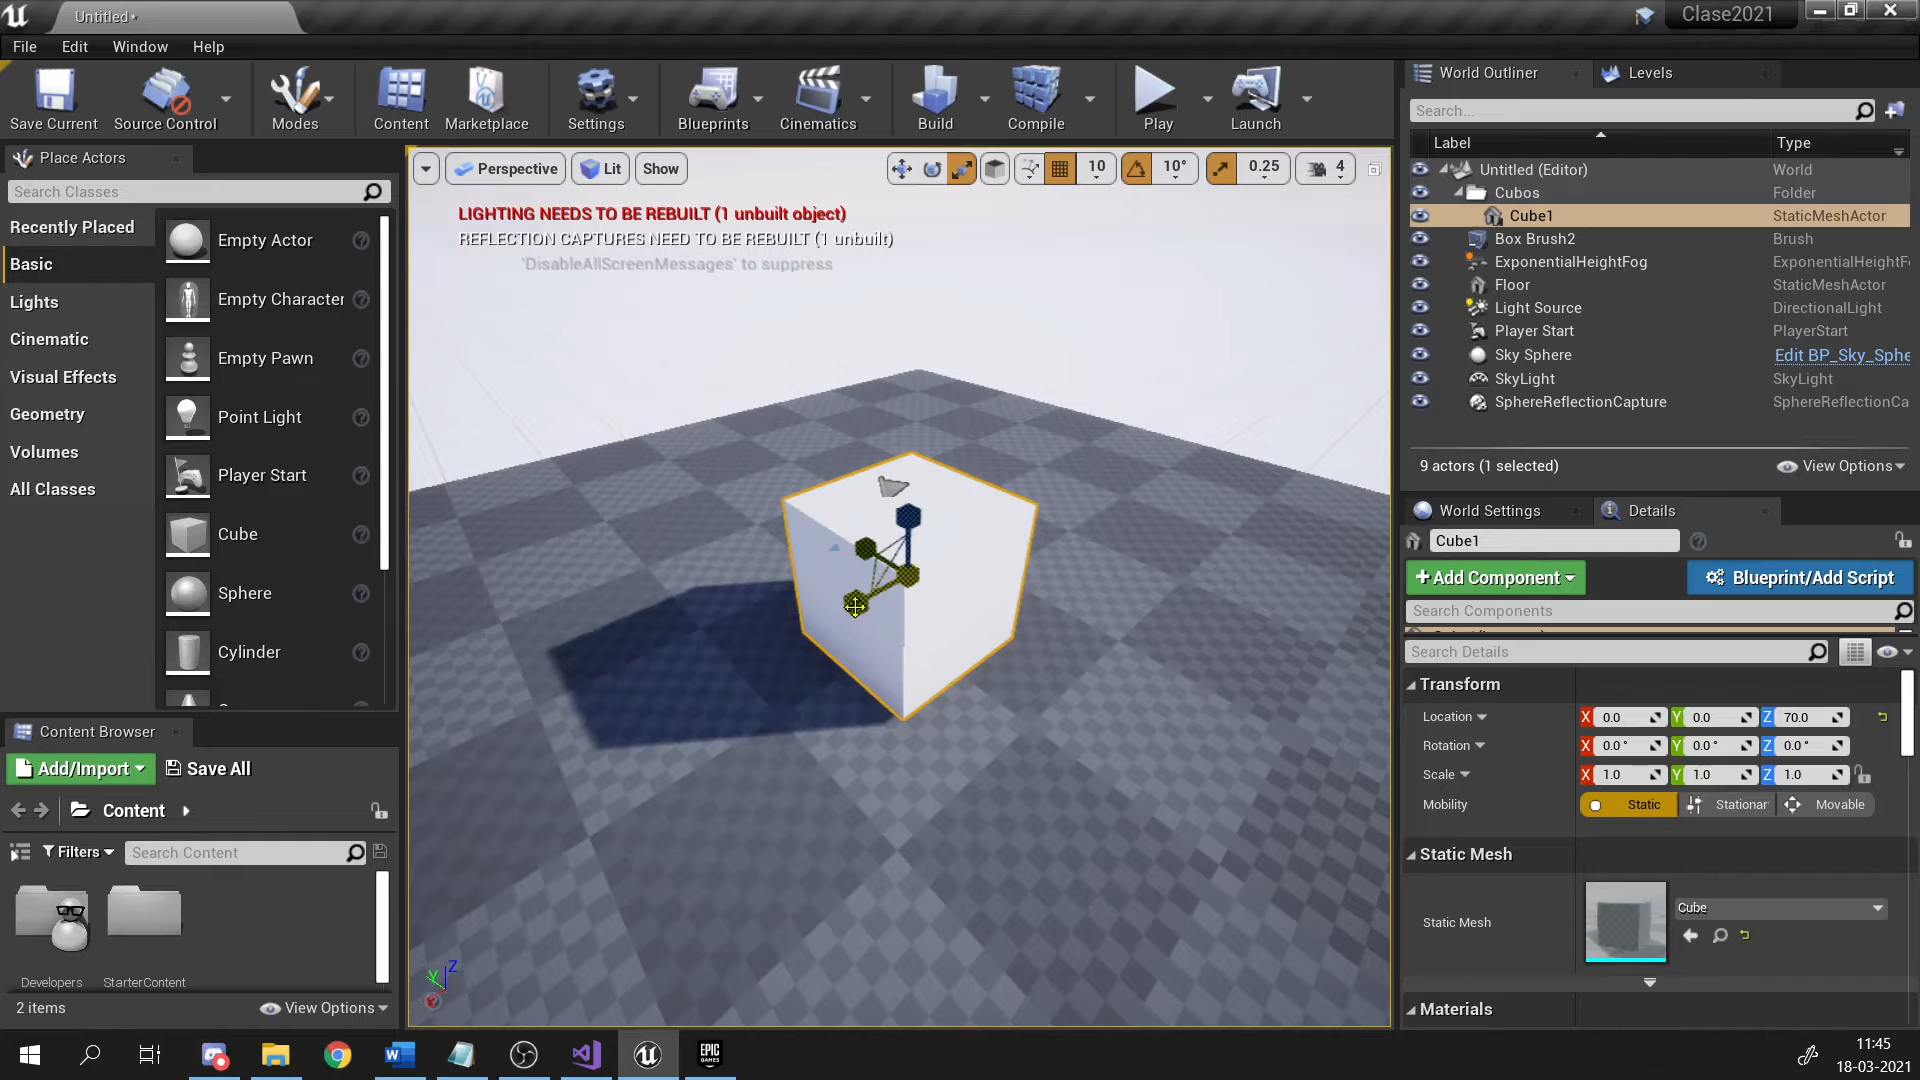 Untitled*
Clase2021
File Edit Window Help
Save Current
Source Control
Modes
Content
Marketplace
Settings
Blueprints
Cinematics
Build
Compile
Play
Launch
Place Actors
Search Classes
Recently Placed
Basic
Lights
Cinematic
Visual Effects
Geometry
Volumes
All Classes
Empty Actor
Empty Character
Empty Pawn
Point Light
Player Start
Cube
Sphere
Cylinder
Perspective
Lit
Show
10
10°
0.25
4
LIGHTING NEEDS TO BE REBUILT (1 unbuilt object)
REFLECTION CAPTURES NEED TO BE REBUILT (1 unbuilt)
'DisableAllScreenMessages' to suppress
Z
Y
World Outliner
Levels
Search...
Label Type
Untitled (Editor) World
Cubos Folder
Cube1 StaticMeshActor
Box Brush2 Brush
ExponentialHeightFog ExponentialHeightF
Floor StaticMeshActor
Light Source DirectionalLight
Player Start PlayerStart
Sky Sphere Edit BP_Sky_Sphe
SkyLight SkyLight
SphereReflectionCapture SphereReflectionCa
9 actors (1 selected)
View Options
World Settings
Details
Cube1
+Add Component
Blueprint/Add Script
Search Components
Search Details
Transform
Location X 0.0 Y 0.0 Z 70.0
Rotation X 0.0° Y 0.0° Z 0.0°
Scale X 1.0 Y 1.0 Z 1.0
Mobility Static Stationar Movable
Static Mesh
Static Mesh
Cube
Materials
Content Browser
Add/Import
Save All
Content
Filters
Search Content
Developers
StarterContent
2 items
View Options
EPIC
GAMES
11:45
18-03-2021